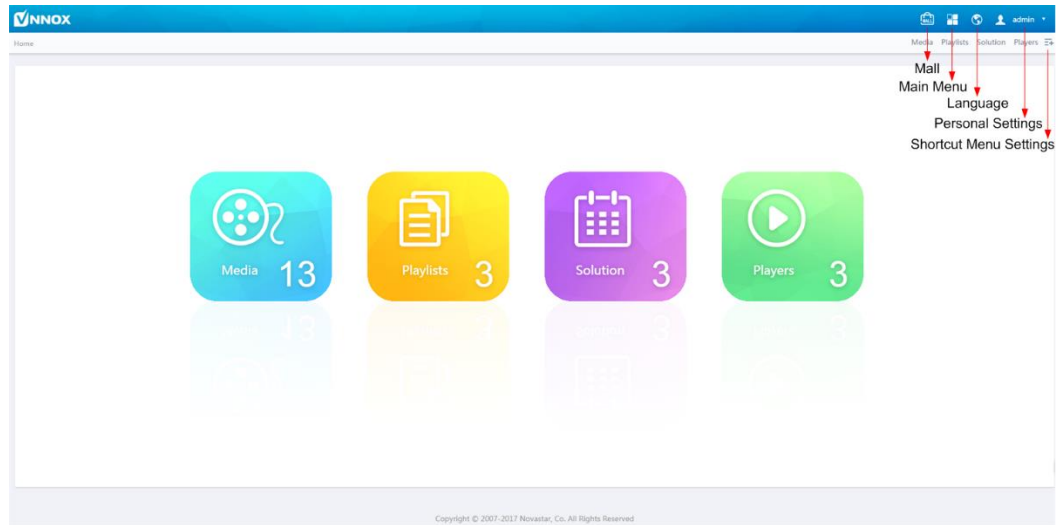 VNNOX
admin
Home
Media Playlists Solution Players
Mall
Main Menu
Language
Personal Settings
Shortcut Menu Settings
Media 13
Playlists 3
Solution 3
Players 3
Copyright © 2007-2017 Novastar, Co. All Rights Reserved